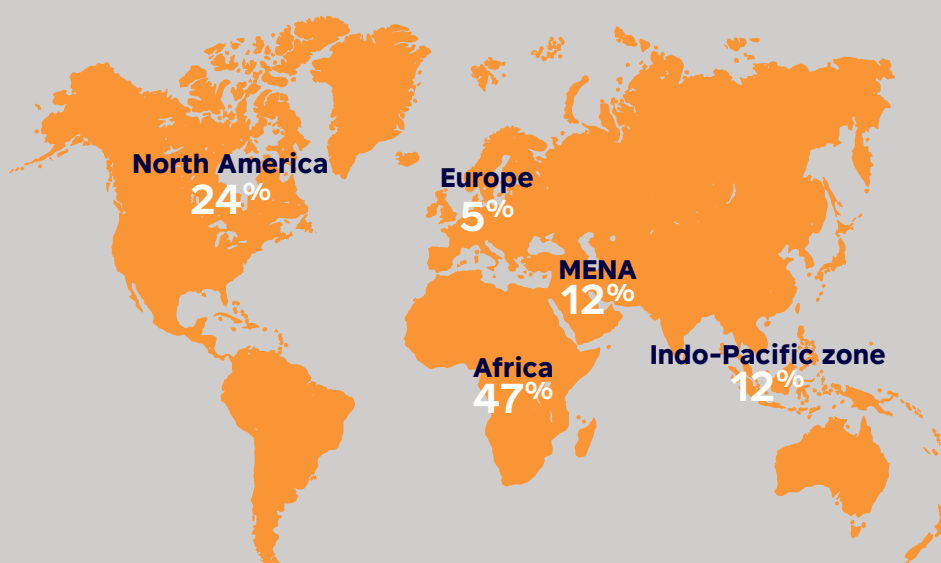 North America
24%
Europe
5%
MENA
12%
Indo-Pacific zone
12%
Africa
47%